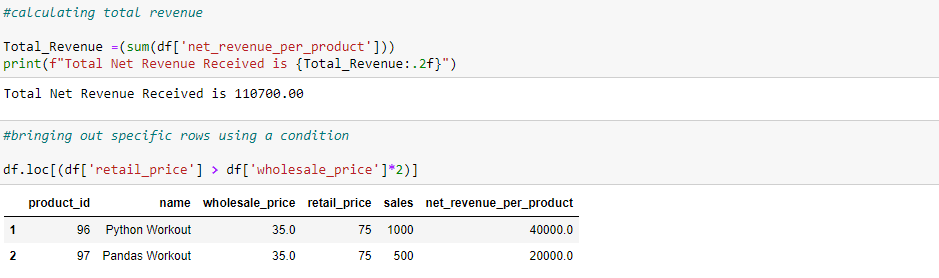 #calculating total revenue
Total_Revenue =(sum(df['net_revenue_per_product']))
print(f"Total Net Revenue Received is {Total_Revenue:.2f}")
Total Net Revenue Received is 110700.00
#bringing out specific rows using a condition
df.loc[(df['retail_price'] > df['wholesale_price']*2)]
product_id name wholesale_price retail_price sales net_revenue_per_product
1 96 Python Workout 35.0 75 1000 40000.0
2 97 Pandas Workout 35.0 75 500 20000.0